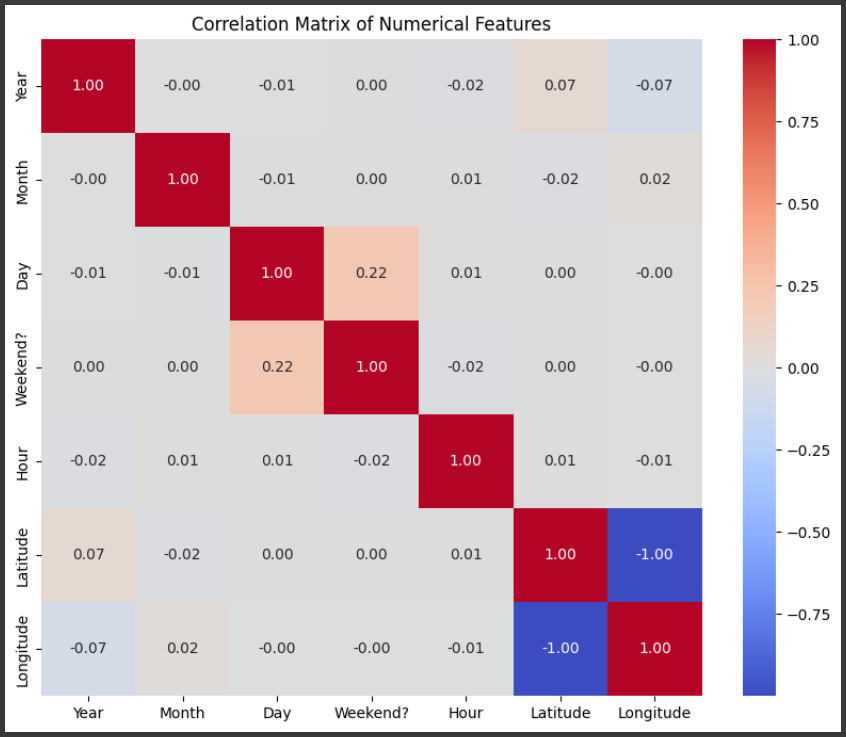 Correlation Matrix of Numerical Features
Year 1.00 -0.00 -0.01 0.00 -0.02 0.07 -0.07
Month -0.00 1.00 -0.01 0.00 0.01 -0.02 0.02
Day -0.01 -0.01 1.00 0.22 0.01 0.00 -0.00
Weekend? 0.00 0.00 0.22 1.00 -0.02 0.00 -0.00
Hour -0.02 0.01 0.01 -0.02 1.00 0.01 -0.01
Latitude 0.07 -0.02 0.00 0.00 0.01 1.00 -1.00
Longitude -0.07 0.02 -0.00 -0.00 -0.01 -1.00 1.00
Year Month Day Weekend? Hour Latitude Longitude
1.00
0.75
0.50
0.25
0.00
−0.25
−0.50
−0.75